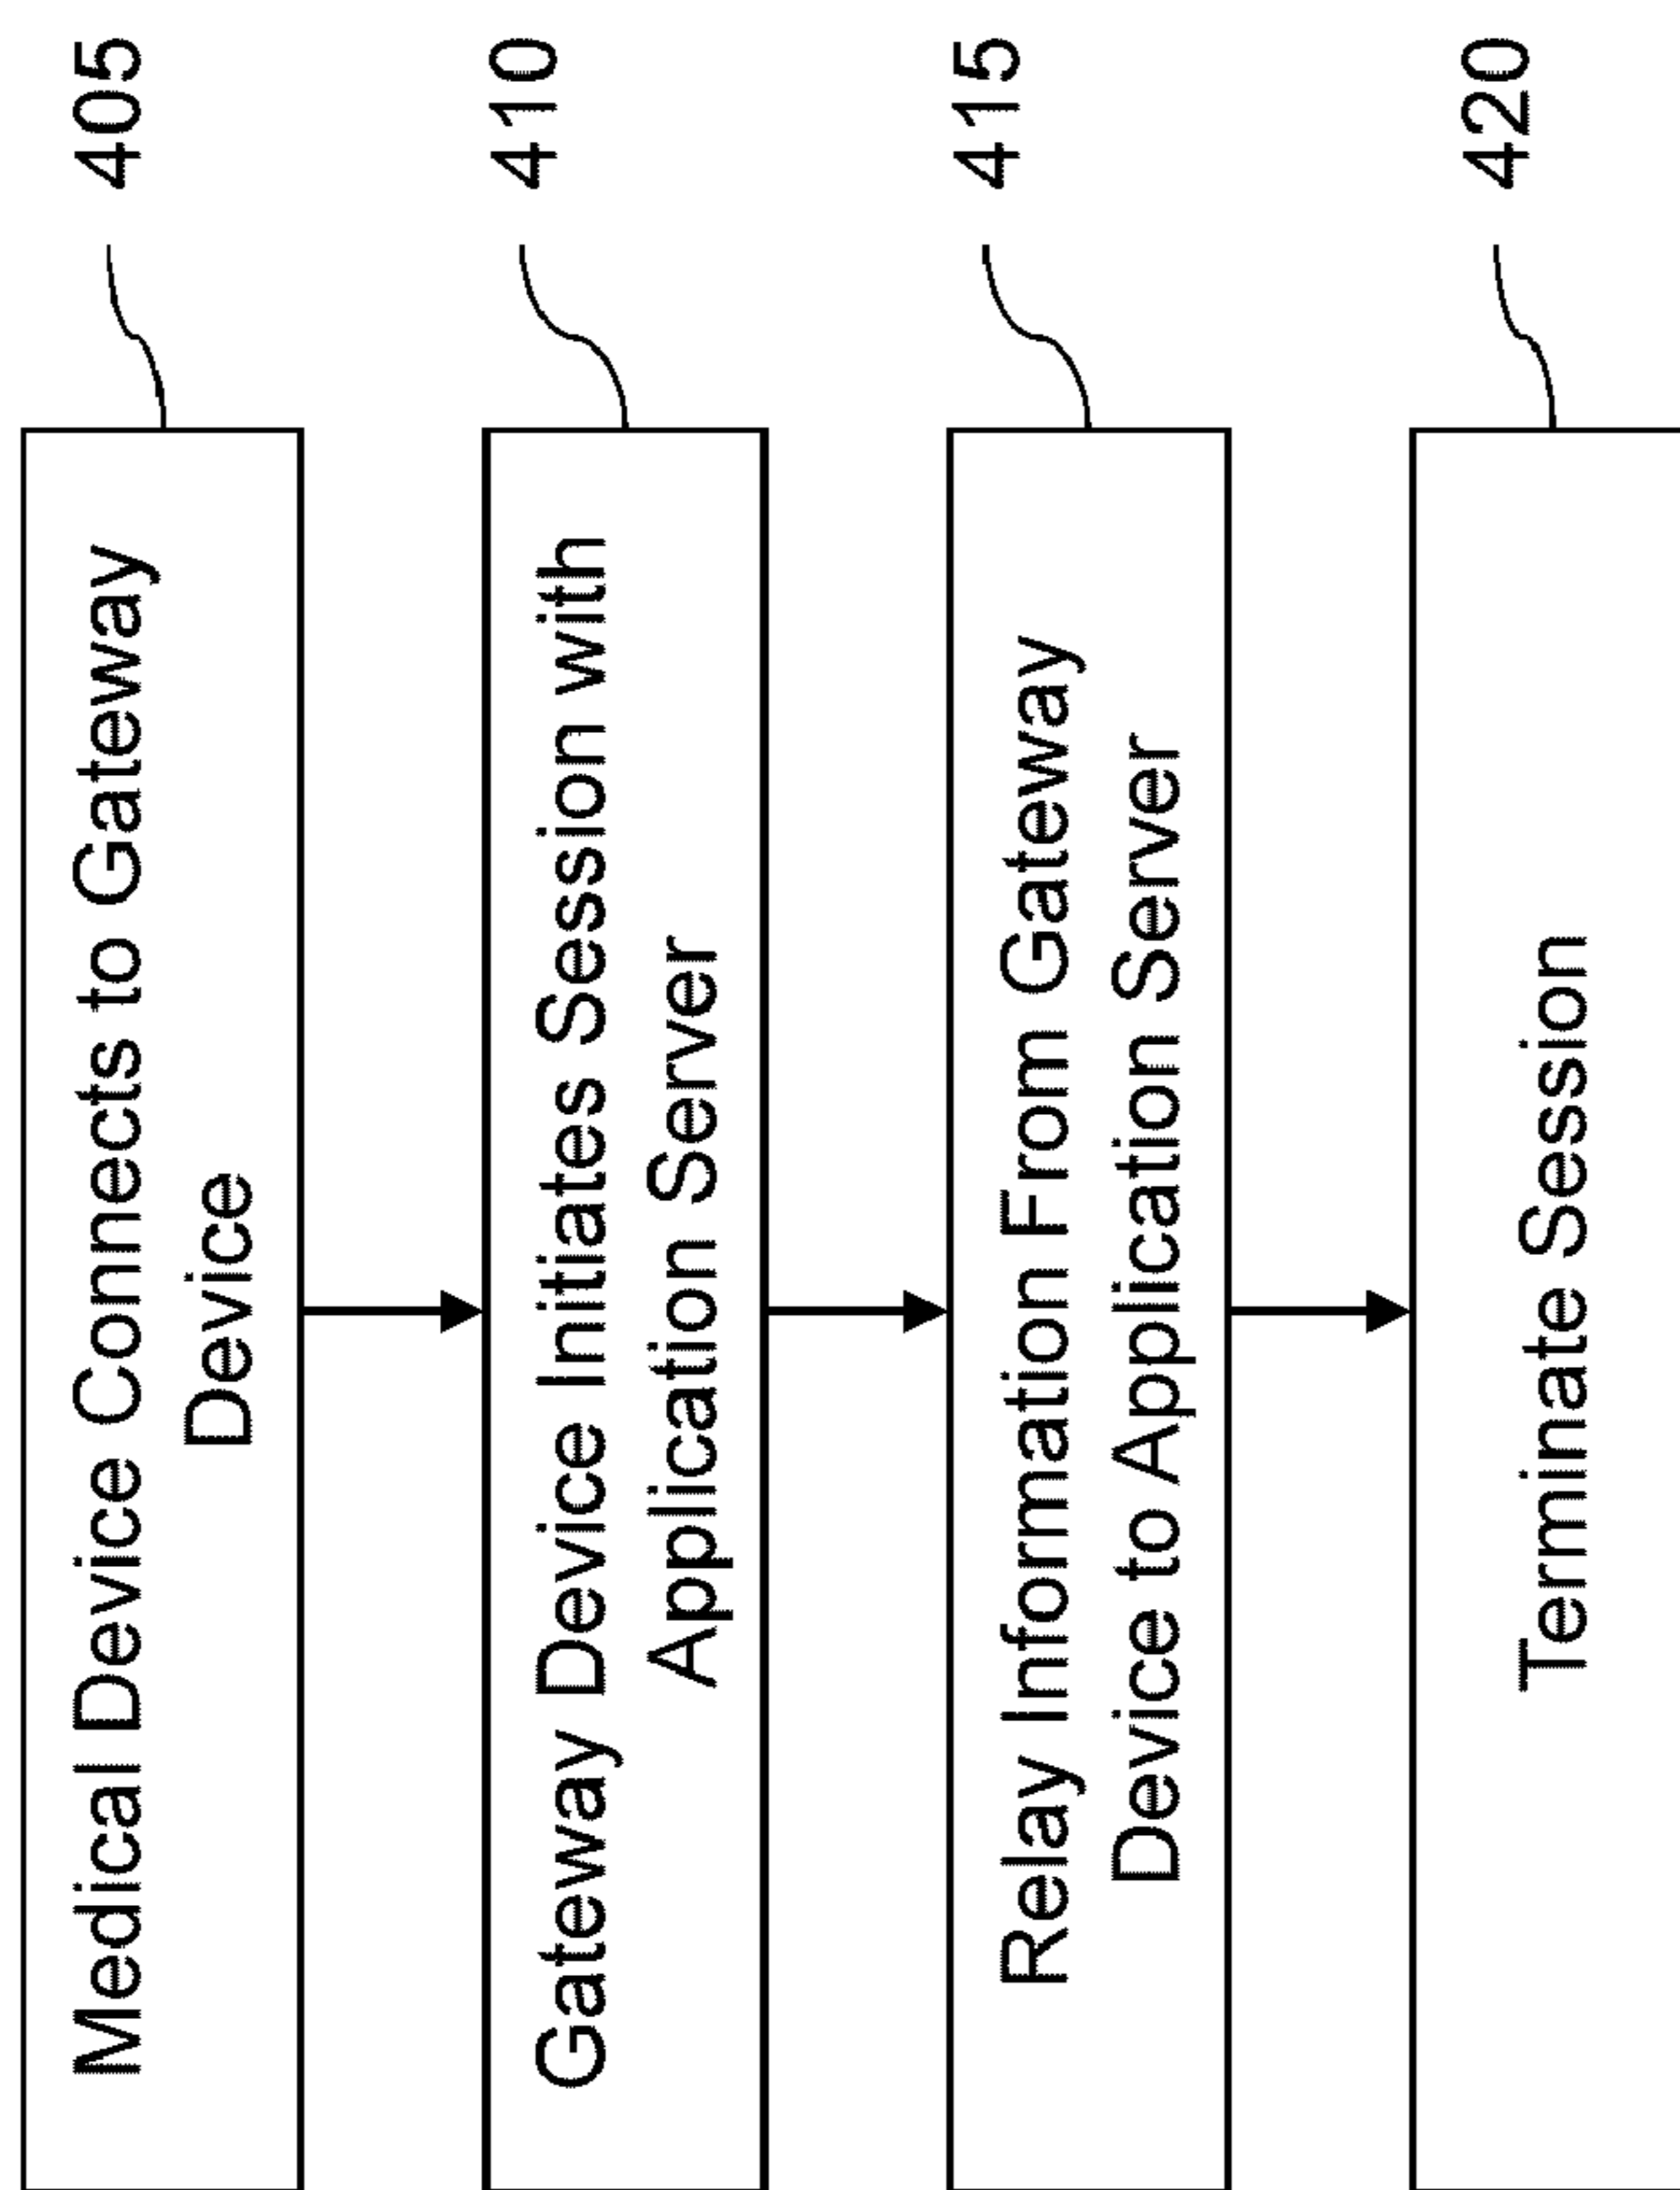 Medical Device Connects to Gateway
Device
405
Gateway Device Initiates Session with
Application Server
410
Relay Information From Gateway
Device to Application Server
415
Terminate Session
420